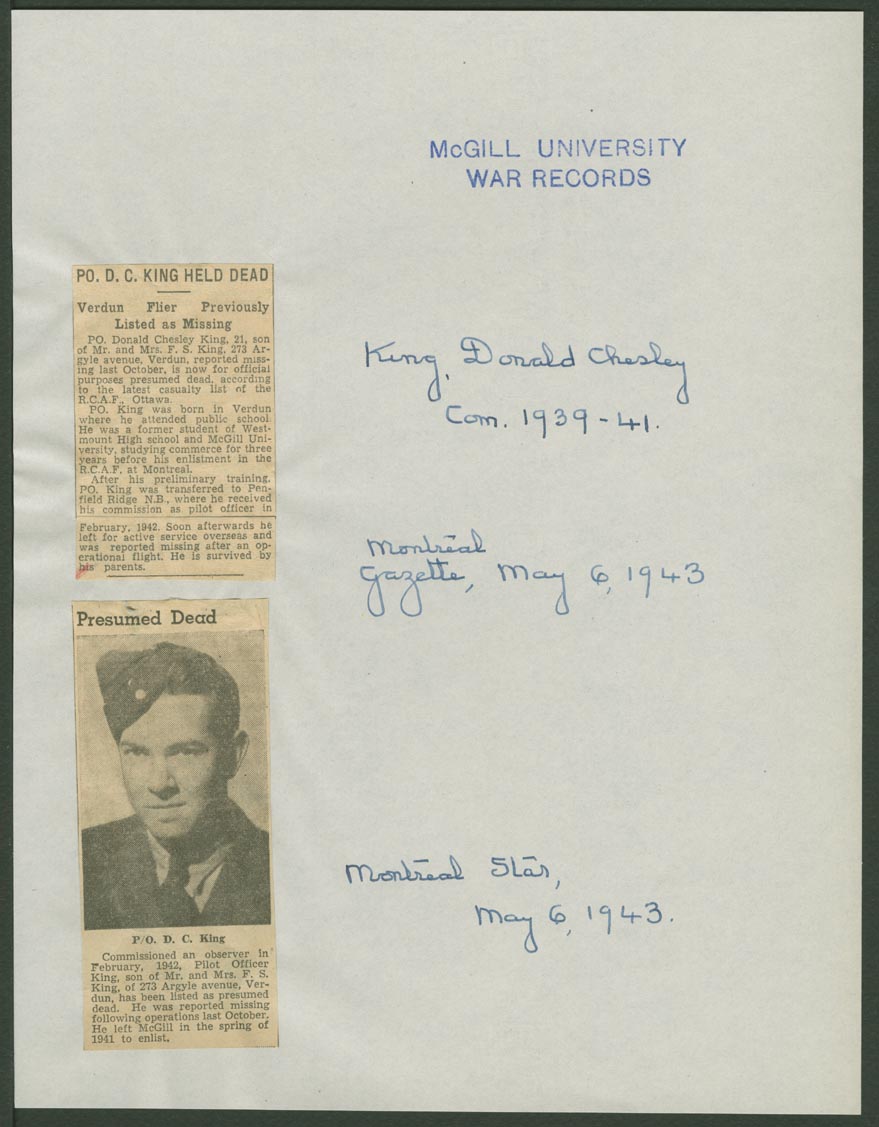 McGILL UNIVERSITY
WAR RECORDS
PO. D. C. KING HELD DEAD
Verdun Flier Previously
Listed as Missing
PO. Donald Chesley King, 21, son
of Mr. and Mrs. F. S. King, 273 Ar-
gyle avenue, Verdun, reported miss-
ing last October, is now for official
purposes presumed dead, according
to the latest casualty list of the
R.C.A.F., Ottawa.
PO. King was born in Verdun
where he attended public school.
He was a former student of West-
mount High school and McGill Uni-
versity, studying commerce for three
years before his enlistment in the
R.C.A.F. at Montreal.
After his preliminary training,
PO. King was transferred to Pen-
field Ridge N.B., where he received
his commission as pilot officer in
February, 1942. Soon afterwards he
left for active service overseas and
was reported missing after an op-
erational flight. He is survived by
his parents.
King, Donald Chesley
Com. 1939-41.
Montreal
Gazette, May 6, 1943
Presumed Dead
P/O. D. C. King
Commissioned an observer in
February, 1942, Pilot Officer
King, son of Mr. and Mrs. F. S.
King, of 273 Argyle avenue, Ver-
dun, has been listed as presumed
dead. He was reported missing
following operations last October.
He left McGill in the spring of
1941 to enlist.
Montreal Star,
May 6, 1943.